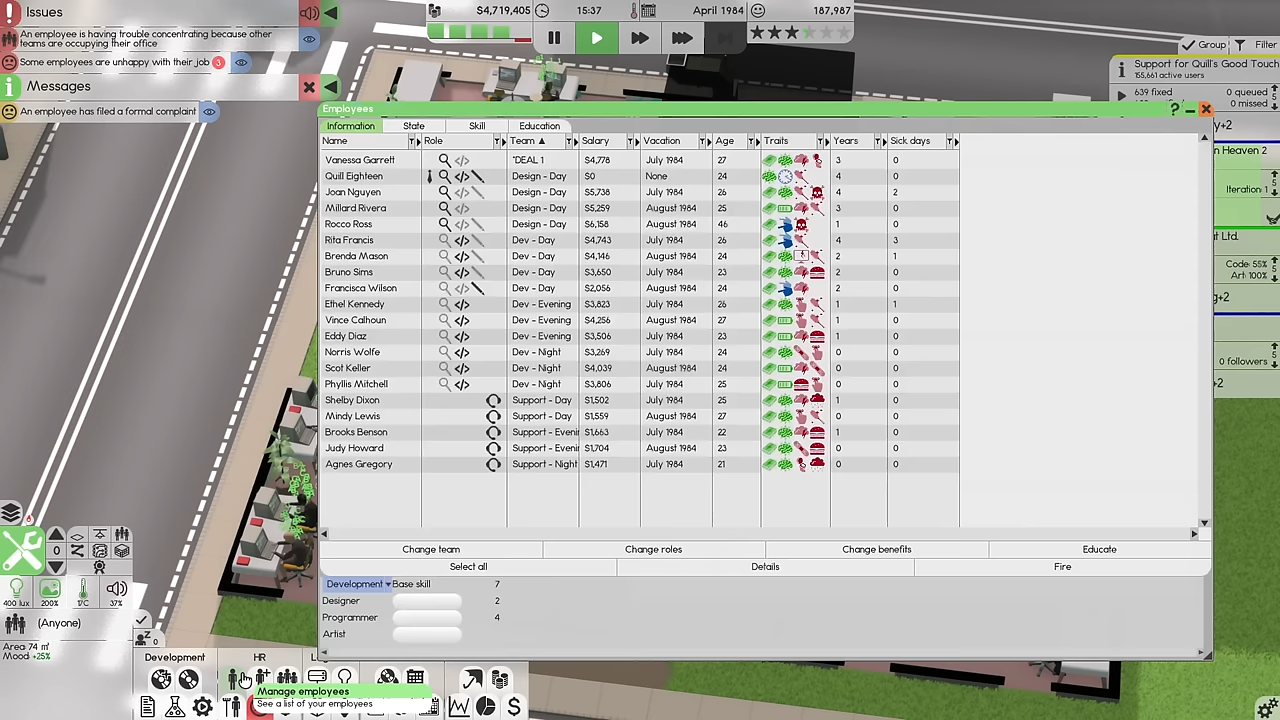 Issues
An employee is having trouble concentrating because other
teams are occupying their office
Some employees are unhappy with their job 3
Messages
An employee has filed a formal complaint
$4,719,405 15:37 April 1984 187,987
Group Filter
Support for Quill's Good Touch
155,661 active users
639 fixed 0 queued
0 missed
Employees
Information State Skill Education
Name Role Team Salary Vacation Age Traits Years Sick days
Vanessa Garrett "DEAL 1 $4,778 July 1984 27 3 0
Quill Eighteen Design - Day $0 None 24 4 0
Joan Nguyen Design - Day $5,738 July 1984 26 4 2
Millard Rivera Design - Day $5,259 August 1984 25 3 0
Rocco Ross Design - Day $6,158 August 1984 46 1 0
Rita Francis Dev - Day $4,743 July 1984 26 4 3
Brenda Mason Dev - Day $4,146 August 1984 24 2 1
Bruno Sims Dev - Day $3,650 July 1984 23 2 0
Francisca Wilson Dev - Day $2,056 August 1984 24 1 0
Ethel Kennedy Dev - Evening $3,823 July 1984 26 1 1
Vince Calhoun Dev - Evening $4,256 August 1984 27 1 0
Eddy Diaz Dev - Evening $3,506 July 1984 23 1 0
Norris Wolfe Dev - Night $3,269 August 1984 24 0 0
Scot Keller Dev - Night $4,039 August 1984 24 0 0
Phyllis Mitchell Dev - Night $3,806 July 1984 25 0 0
Shelby Dixon Support - Day $1,502 July 1984 25 1 0
Mindy Lewis Support - Day $1,559 August 1984 27 0 0
Brooks Benson Support - Evenin $1,663 July 1984 22 1 0
Judy Howard Support - Evenin $1,704 August 1984 23 0 0
Agnes Gregory Support - Night $1,471 July 1984 21 0 0
Change team Change roles Change benefits Educate
Select all Details Fire
Development Base skill 7
Designer 2
Programmer 4
Artist
y+2
n Heaven 2
Iteration 1
t Ltd.
Code: 55%
Art: 100%
g+2
0 followers
+2
0
400 lux 200% 1°C 37%
(Anyone)
Area 74 m²
Mood +25%
0
Development HR
Manage employees
See a list of your employees